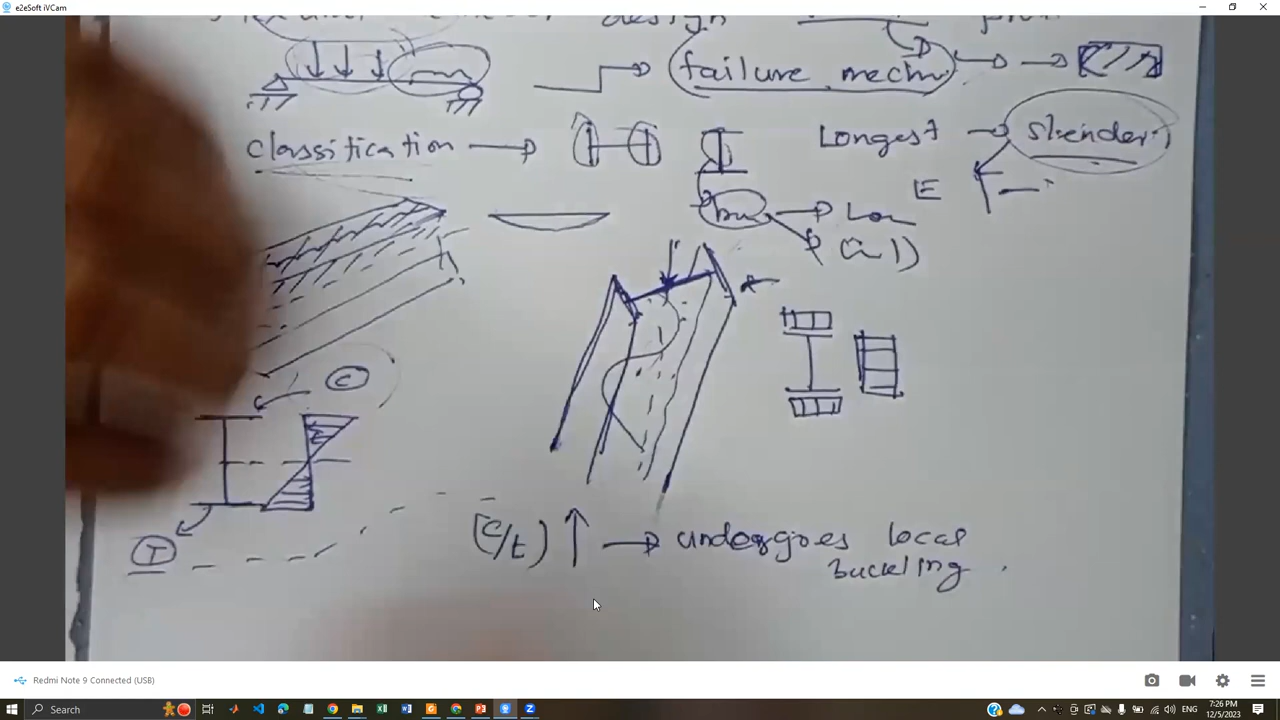 e2eSoft iVCam
design
failure mechn.
classification
Longest
slender
E
C
T
(c/t) ↑ → undergoes local
buckling.
Redmi Note 9 Connected (USB)
Search
ENG
7:26 PM
12/5/2023